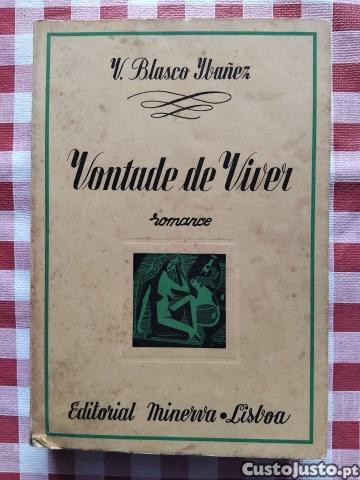 V. Blasco Ybañez
Vontade de Viver
romance
Editorial Minerva • Lisboa
CustoJusto.pt